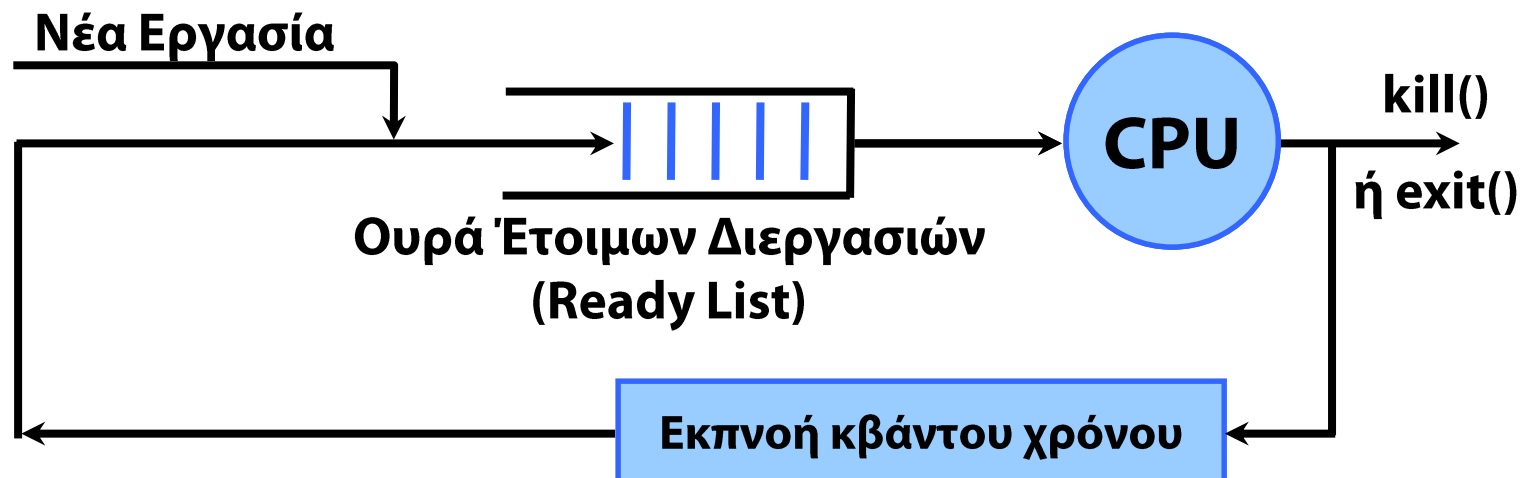 Νέα Εργασία
CPU
kill()
ή exit()
Ουρά Έτοιμων Διεργασιών
(Ready List)
Εκπνοή κβάντου χρόνου